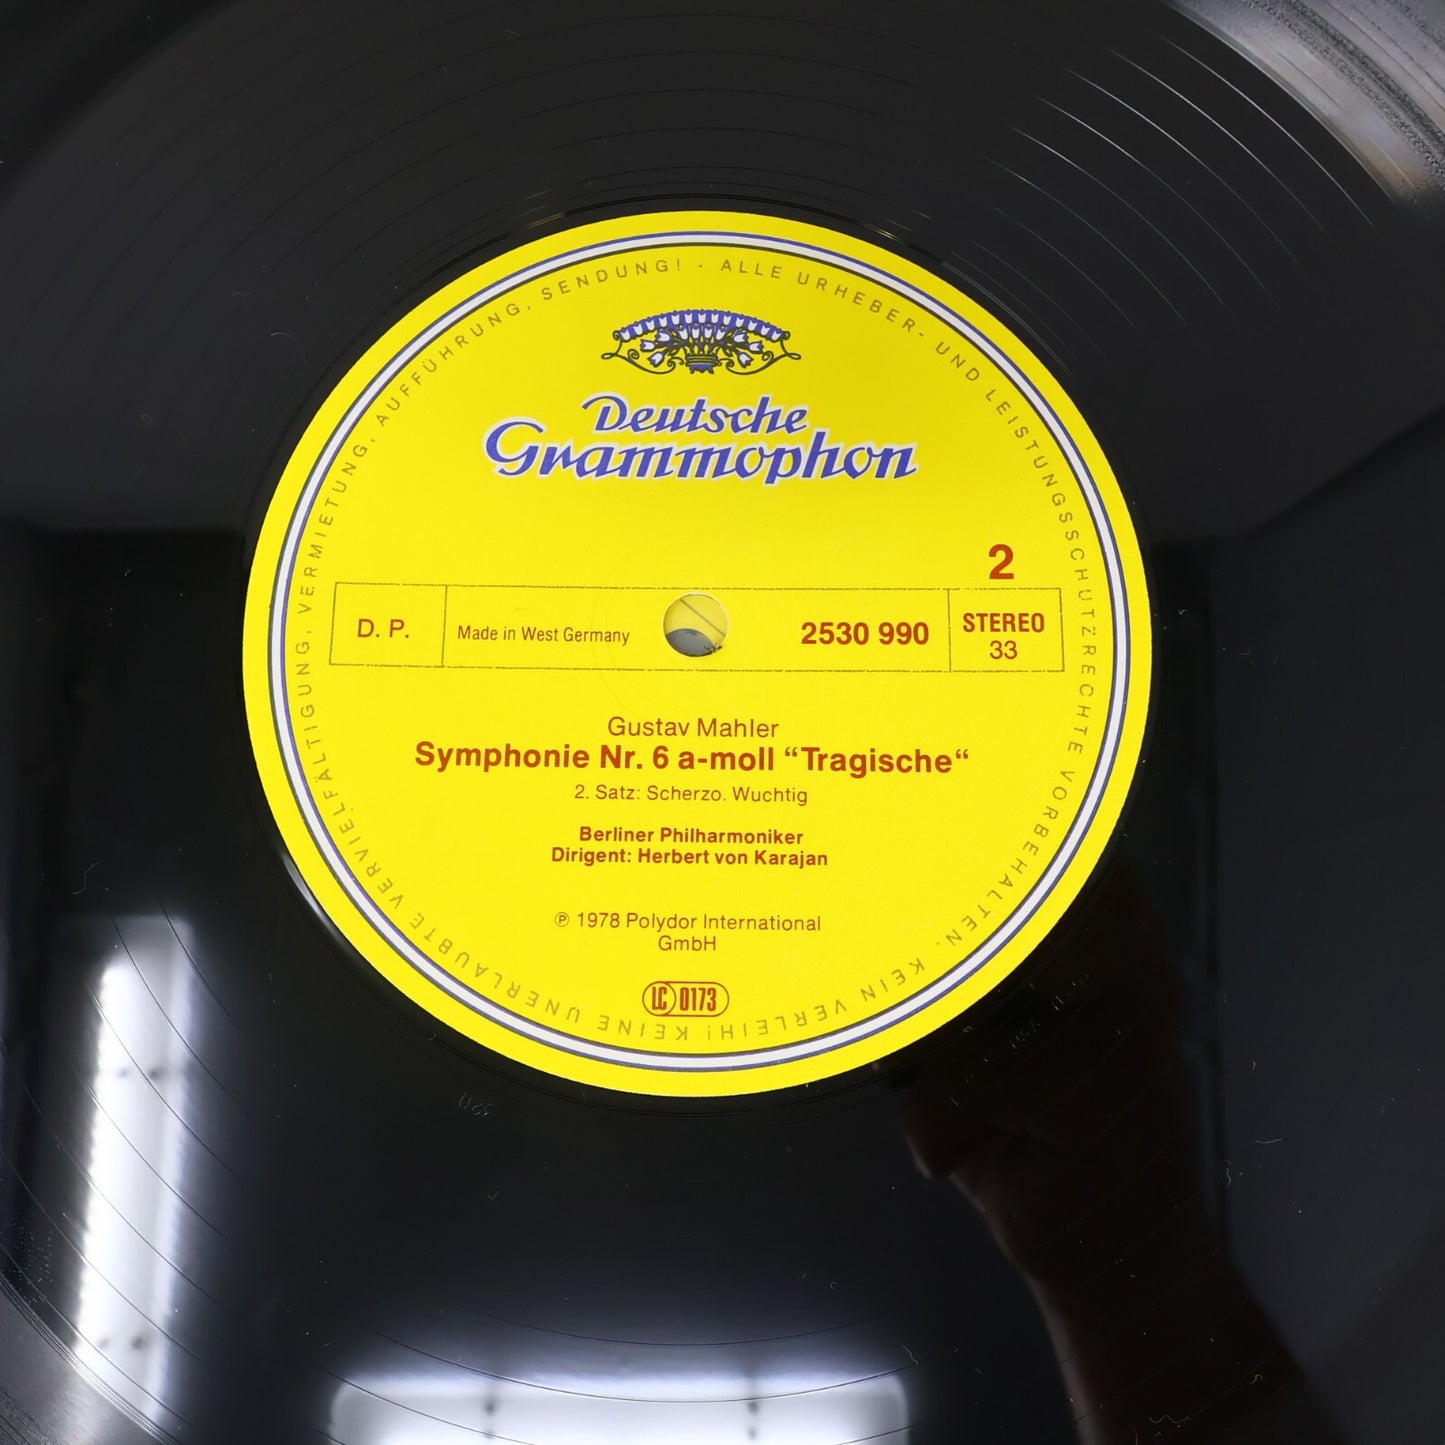 ALLE URHEBER- UND LEISTUNGSSCHUTZRECHTE VORBEHALTEN. KEIN VERLEIH! KEINE UNERLAUBTE VERVIELFÄLTIGUNG, VERMIETUNG, AUFFÜHRUNG, SENDUNG! ·
Deutsche
Grammophon
2
D. P.
Made in West Germany
2530 990
STEREO
33
Gustav Mahler
Symphonie Nr. 6 a-moll “Tragische“
2. Satz: Scherzo. Wuchtig
Berliner Philharmoniker
Dirigent: Herbert von Karajan
℗ 1978 Polydor International
GmbH
LC 0173